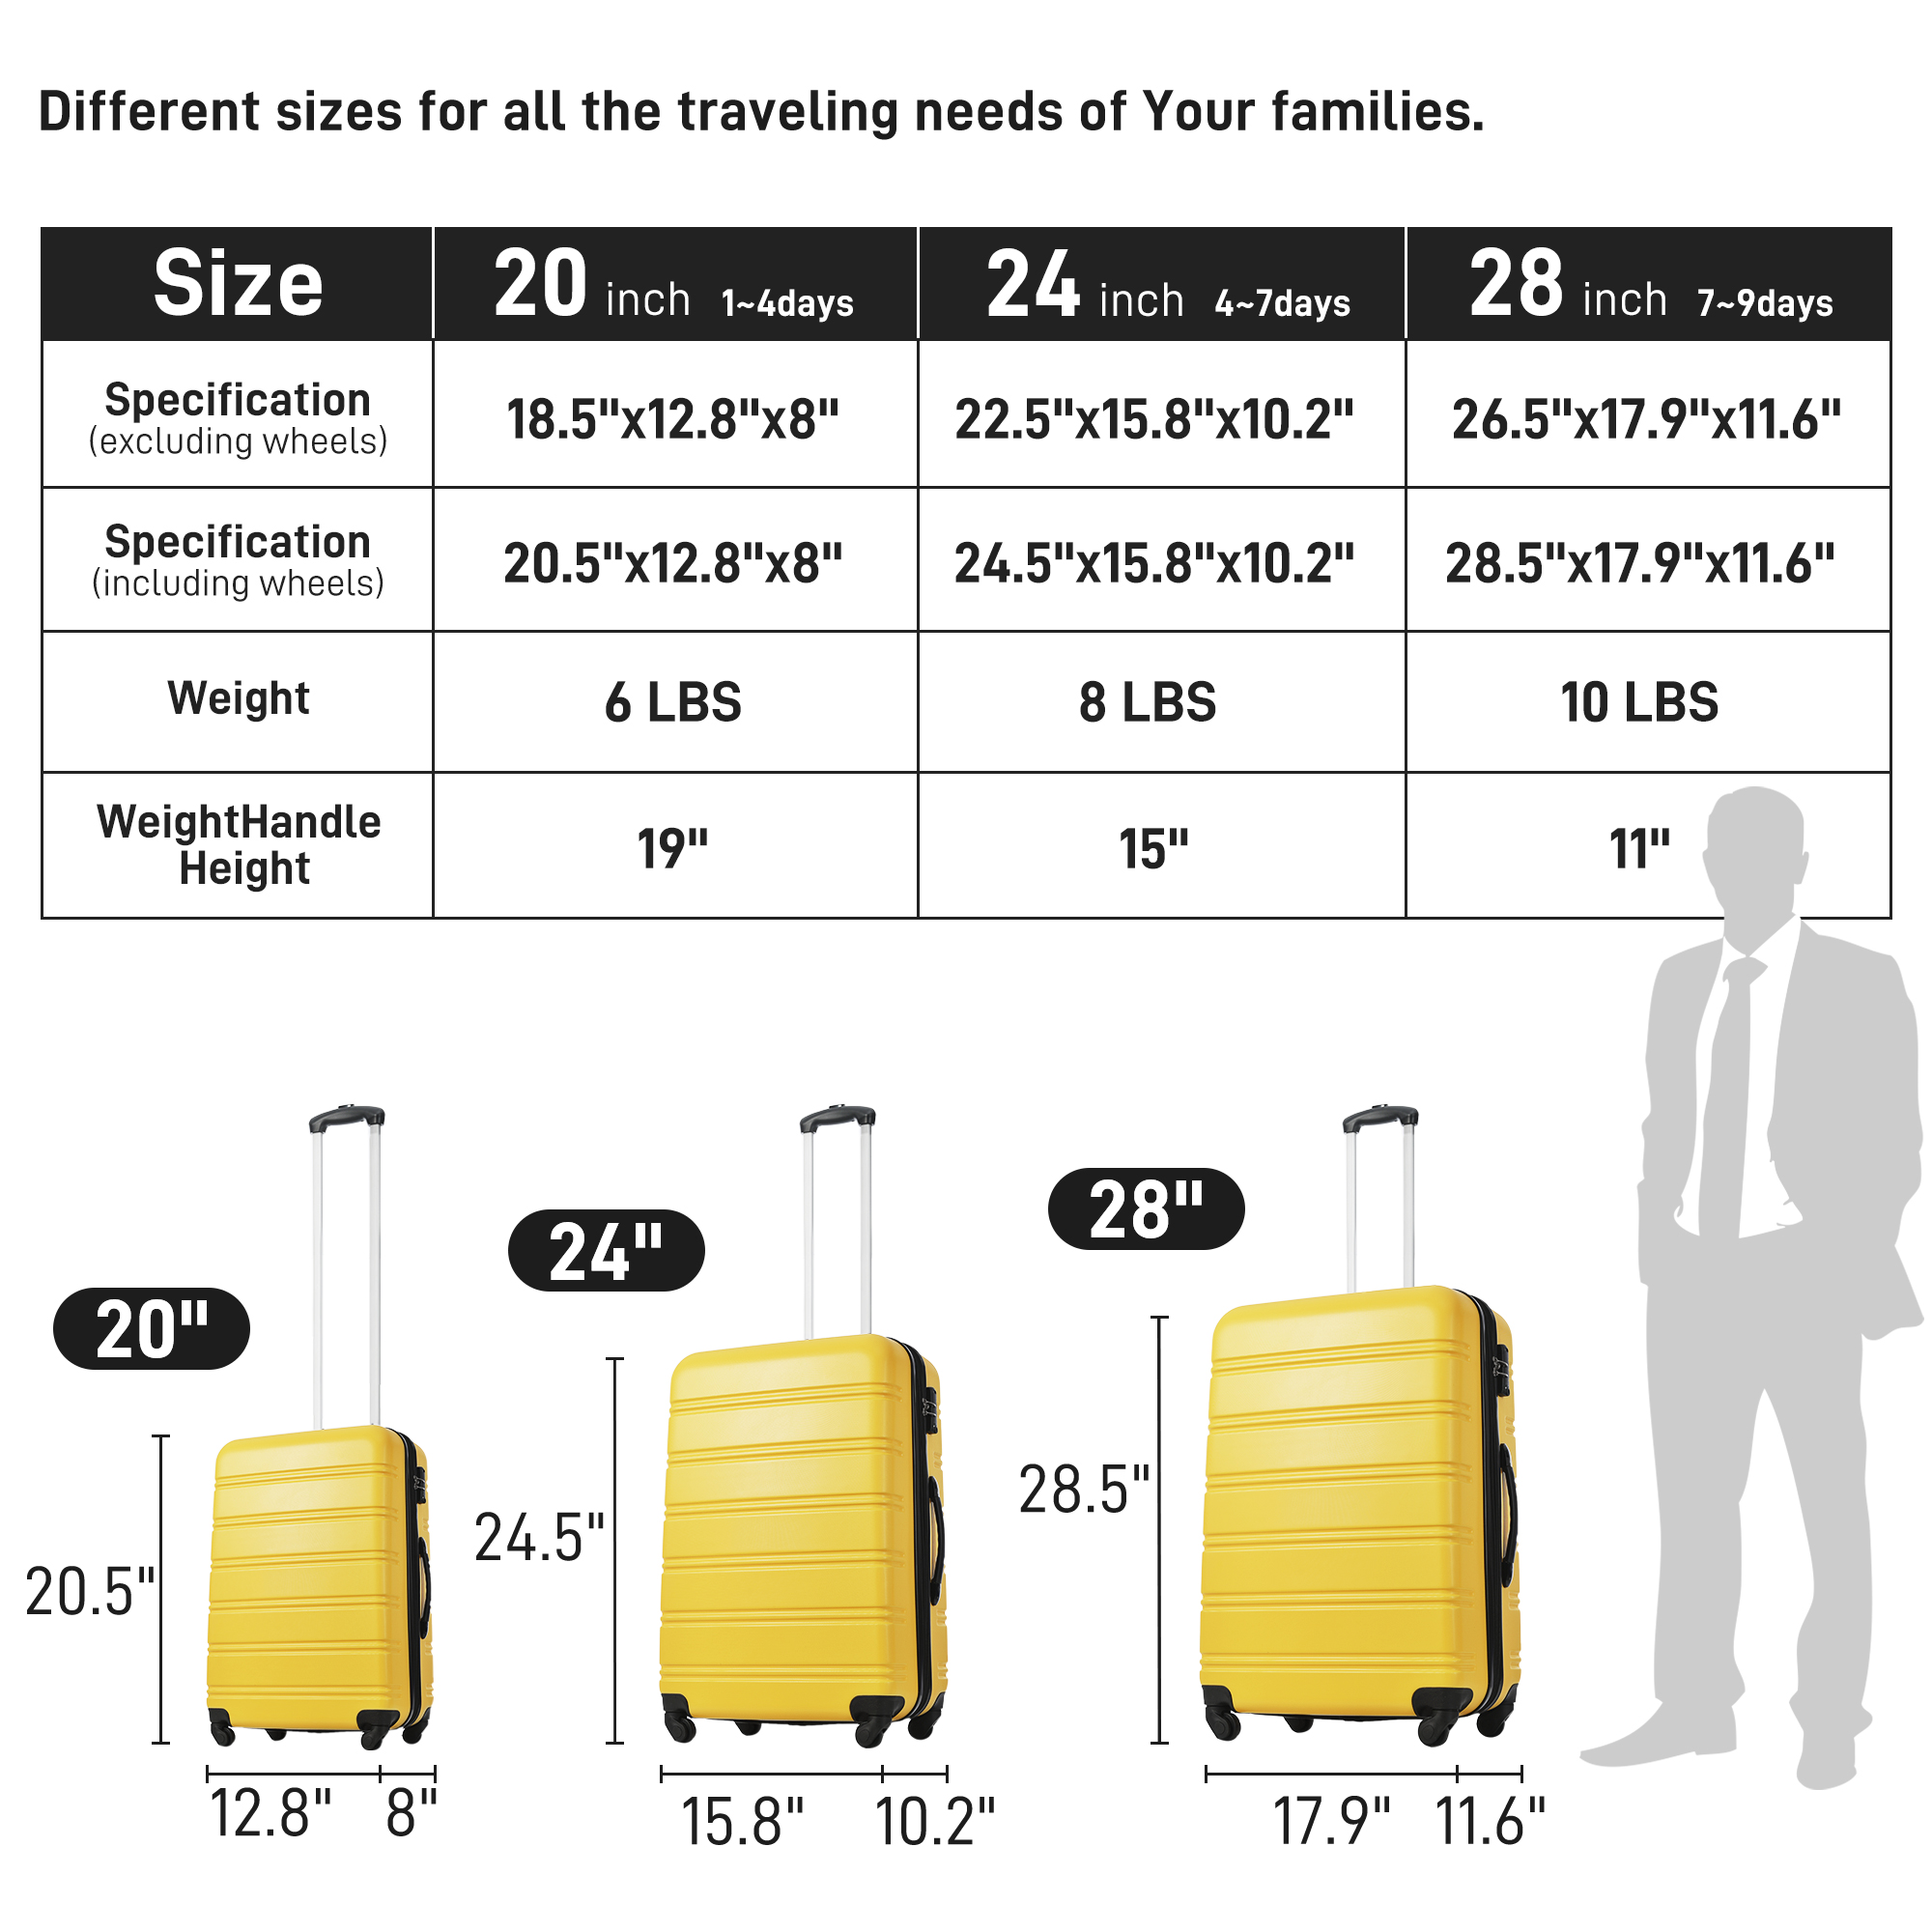 Different sizes for all the traveling needs of Your families.
Size 20 inch 1~4days 24 inch 4~7days 28 inch 7~9days
Specification
(excluding wheels)
18.5"x12.8"x8" 22.5"x15.8"x10.2" 26.5"x17.9"x11.6"
Specification
(including wheels)
20.5"x12.8"x8" 24.5"x15.8"x10.2" 28.5"x17.9"x11.6"
Weight 6 LBS 8 LBS 10 LBS
WeightHandle
Height
19" 15" 11"
20"
24"
28"
20.5"
24.5"
28.5"
12.8" 8" 15.8" 10.2" 17.9" 11.6"